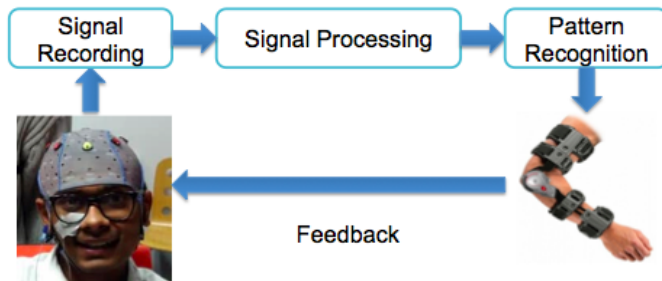 Signal
Recording
Signal Processing
Pattern
Recognition
Feedback